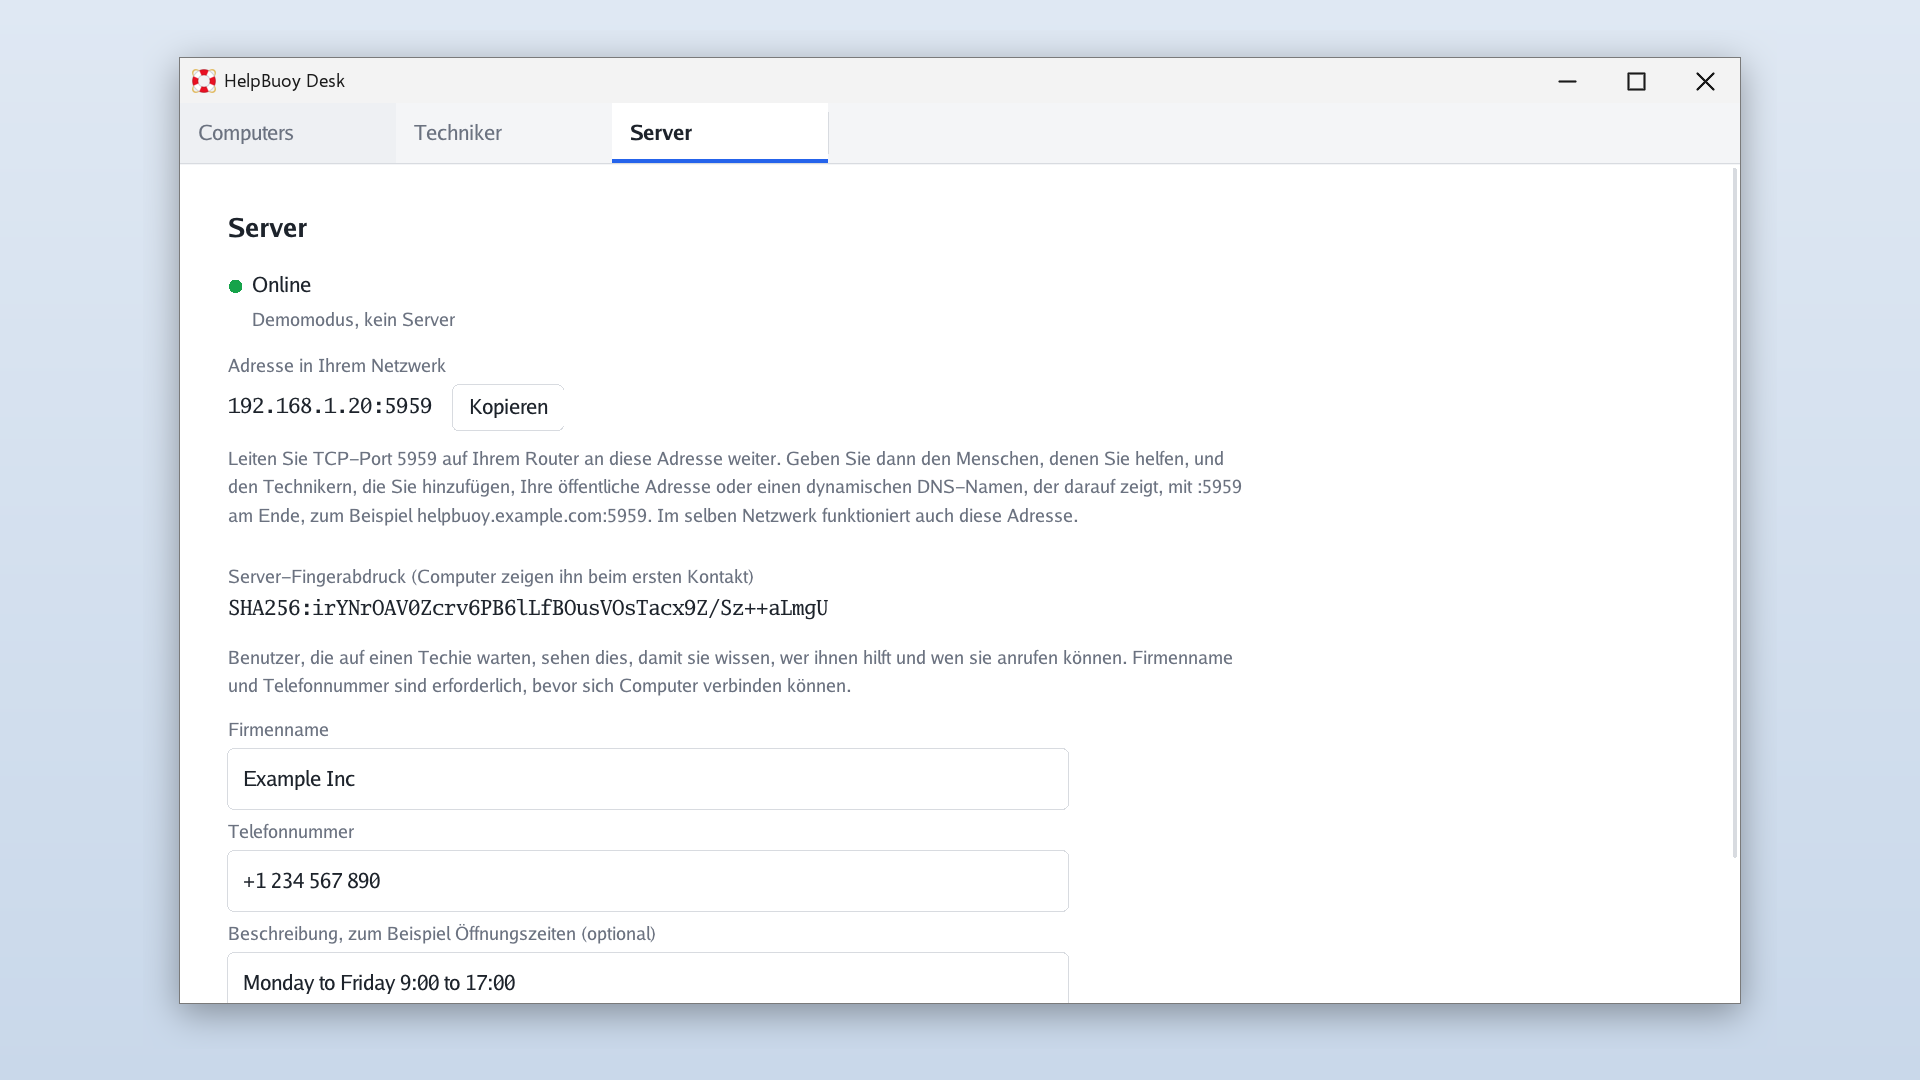 HelpBuoy Desk
Computers
Techniker
Server
Server
Online
Demomodus, kein Server
Adresse in Ihrem Netzwerk
192.168.1.20:5959
Kopieren
Leiten Sie TCP-Port 5959 auf Ihrem Router an diese Adresse weiter. Geben Sie dann den Menschen, denen Sie helfen, und
den Technikern, die Sie hinzufügen, Ihre öffentliche Adresse oder einen dynamischen DNS-Namen, der darauf zeigt, mit :5959
am Ende, zum Beispiel helpbuoy.example.com:5959. Im selben Netzwerk funktioniert auch diese Adresse.
Server-Fingerabdruck (Computer zeigen ihn beim ersten Kontakt)
SHA256:irYNrOAV0Zcrv6PB6lLfBOusVOsTacx9Z/Sz++aLmgU
Benutzer, die auf einen Techie warten, sehen dies, damit sie wissen, wer ihnen hilft und wen sie anrufen können. Firmenname
und Telefonnummer sind erforderlich, bevor sich Computer verbinden können.
Firmenname
Example Inc
Telefonnummer
+1 234 567 890
Beschreibung, zum Beispiel Öffnungszeiten (optional)
Monday to Friday 9:00 to 17:00